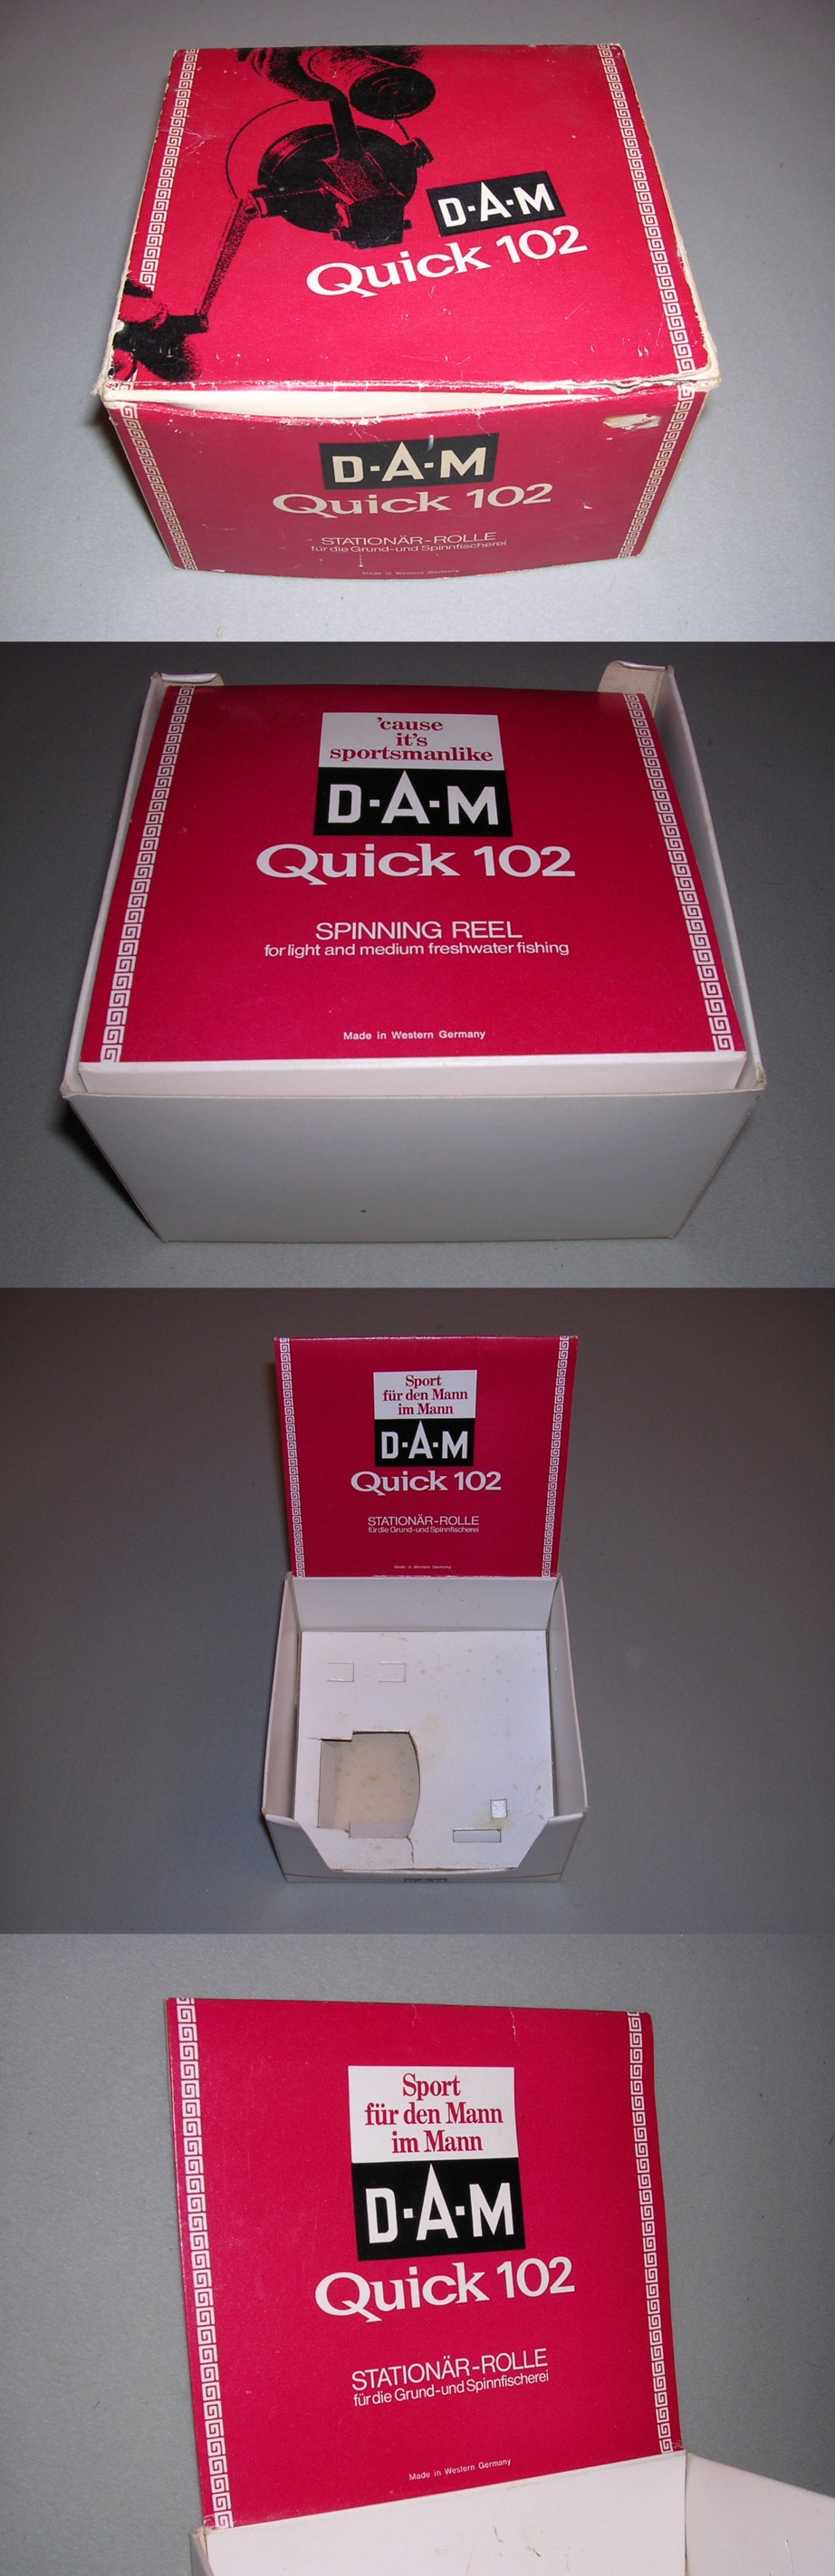 D·A·M
Quick 102
D·A·M
Quick 102
STATIONÄR-ROLLE
für die Grund-und Spinnfischerei
Made in Western Germany
'cause
it's
sportsmanlike
D·A·M
Quick 102
SPINNING REEL
for light and medium freshwater fishing
Made in Western Germany
Sport
für den Mann
im Mann
D·A·M
Quick 102
STATIONÄR-ROLLE
für die Grund-und Spinnfischerei
Made in Western Germany
Sport
für den Mann
im Mann
D·A·M
Quick 102
STATIONÄR-ROLLE
für die Grund-und Spinnfischerei
Made in Western Germany